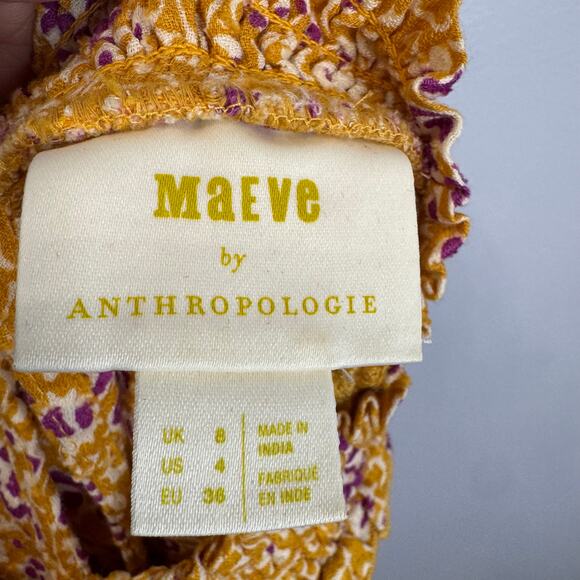 MaEVe
by
ANTHROPOLOGIE
UK 8
US 4
EU 36
MADE IN
INDIA
FABRIQUÉ
EN INDE